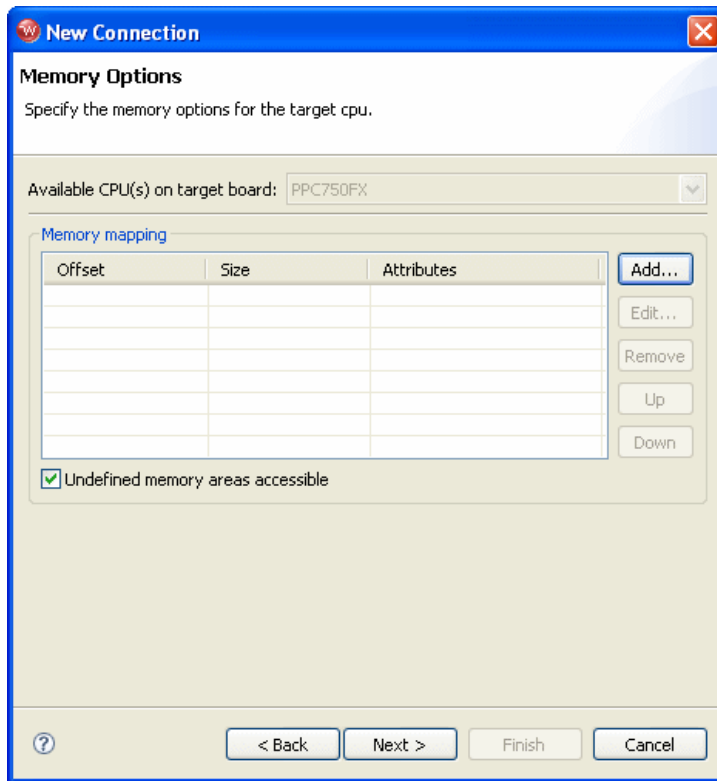 New Connection
Memory Options
Specify the memory options for the target cpu.
Available CPU(s) on target board: PPC750FX
Memory mapping
Offset Size Attributes Add...
Edit...
Remove
Up
Down
Undefined memory areas accessible
? < Back Next > Finish Cancel